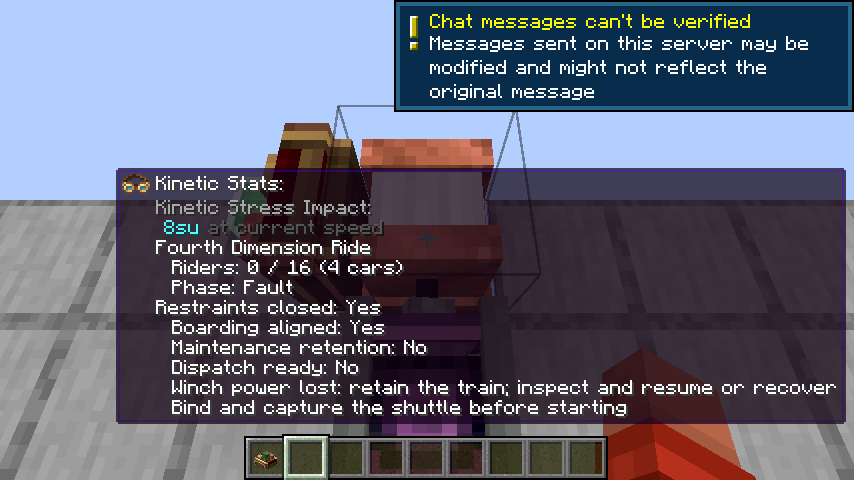 Chat messages can't be verified
Messages sent on this server may be
modified and might not reflect the
original message
Kinetic Stats:
Kinetic Stress Impact:
8su at current speed
Fourth Dimension Ride
Riders: 0 / 16 (4 cars)
Phase: Fault
Restraints closed: Yes
Boarding aligned: Yes
Maintenance retention: No
Dispatch ready: No
Winch power lost: retain the train; inspect and resume or recover
Bind and capture the shuttle before starting